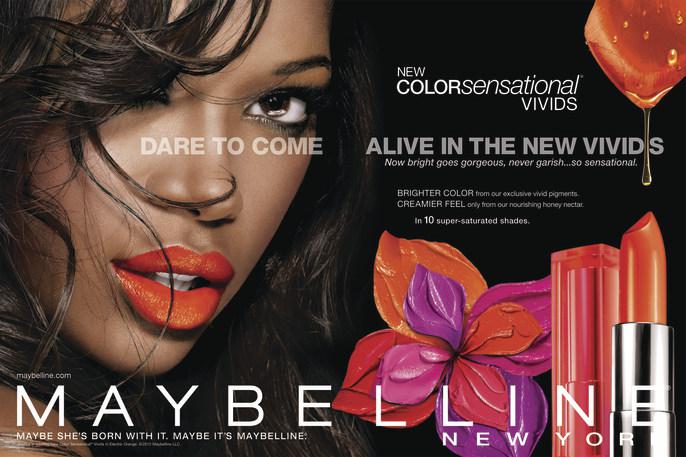 NEW
COLORsensational®
VIVIDS
DARE TO COME ALIVE IN THE NEW VIVIDS
Now bright goes gorgeous, never garish...so sensational.
BRIGHTER COLOR from our exclusive vivid pigments.
CREAMIER FEEL only from our nourishing honey nectar.
In 10 super-saturated shades.
maybelline.com
MAYBELLINE®
MAYBE SHE'S BORN WITH IT. MAYBE IT'S MAYBELLINE.®
NEW YORK